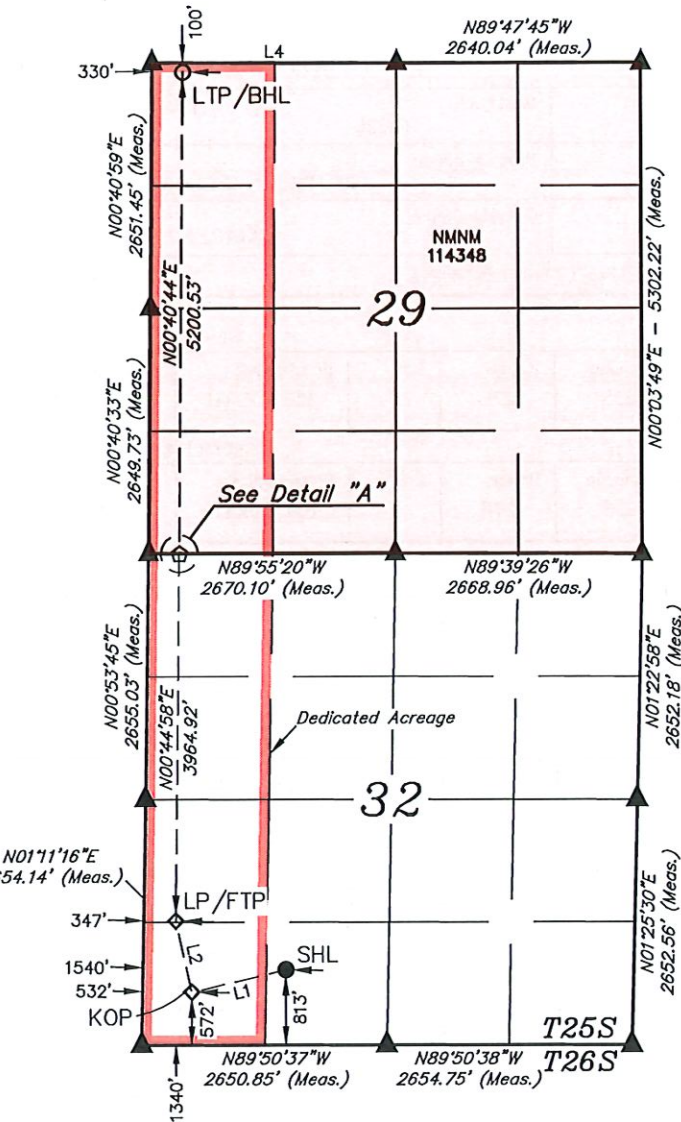 100'
N89°47'45"W
2640.04' (Meas.)
L4
330'
LTP/BHL
N00°40'59"E
2651.45' (Meas.)
NMNM
114348
N00°40'44"E
5200.53'
29
N00°03'49"E - 5302.22' (Meas.)
N00°40'33"E
2649.73' (Meas.)
See Detail "A"
N89°55'20"W
2670.10' (Meas.)
N89°39'26"W
2668.96' (Meas.)
N00°53'45"E
2655.03' (Meas.)
N00°44'58"E
3964.92'
N01°22'58"E
2652.18' (Meas.)
Dedicated Acreage
32
N01°11'16"E
54.14' (Meas.)
LP/FTP
347'
L2
N01°25'30"E
2652.56' (Meas.)
1540'
SHL
532'
L1
KOP
572'
813'
T25S
N89°50'37"W
2650.85' (Meas.)
N89°50'38"W
2654.75' (Meas.)
T26S
1340'